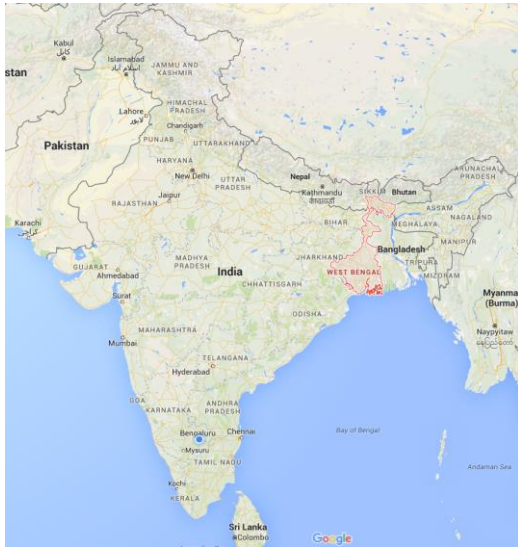 Kabul
کابل
Islamabad
اسلام آباد
JAMMU AND
KASHMIR
stan
Lahore
لاہور
HIMACHAL
PRADESH
Chandigarh
PUNJAB
UTTARAKHAND
Pakistan
HARYANA
New Delhi
UTTAR
PRADESH
Nepal
Kathmandu
SIKKIM
Bhutan
ARUNACHAL
PRADESH
ASSAM
NAGALAND
MEGHALAYA
MANIPUR
Jaipur
RAJASTHAN
BIHAR
Karachi
کراچی
Bangladesh
TRIPURA
MIZORAM
GUJARAT
Ahmedabad
MADHYA
PRADESH
India
JHARKHAND
WEST BENGAL
CHHATTISGARH
Surat
ODISHA
Myanmar
(Burma)
Naypyitaw
နေပြည်တော်
MAHARASHTRA
Mumbai
TELANGANA
Hyderabad
GOA
KARNATAKA
ANDHRA
PRADESH
Bengaluru
Chennai
Mysuru
TAMIL NADU
Kochi
KERALA
Bay of Bengal
Andaman Sea
Sri Lanka
Colombo
Google